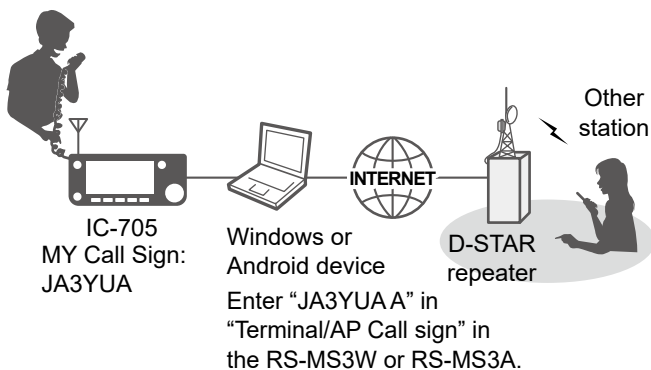 IC-705
MY Call Sign:
JA3YUA
Windows or
Android device
Enter “JA3YUA A” in
“Terminal/AP Call sign” in
the RS-MS3W or RS-MS3A.
INTERNET
D-STAR
repeater
Other
station